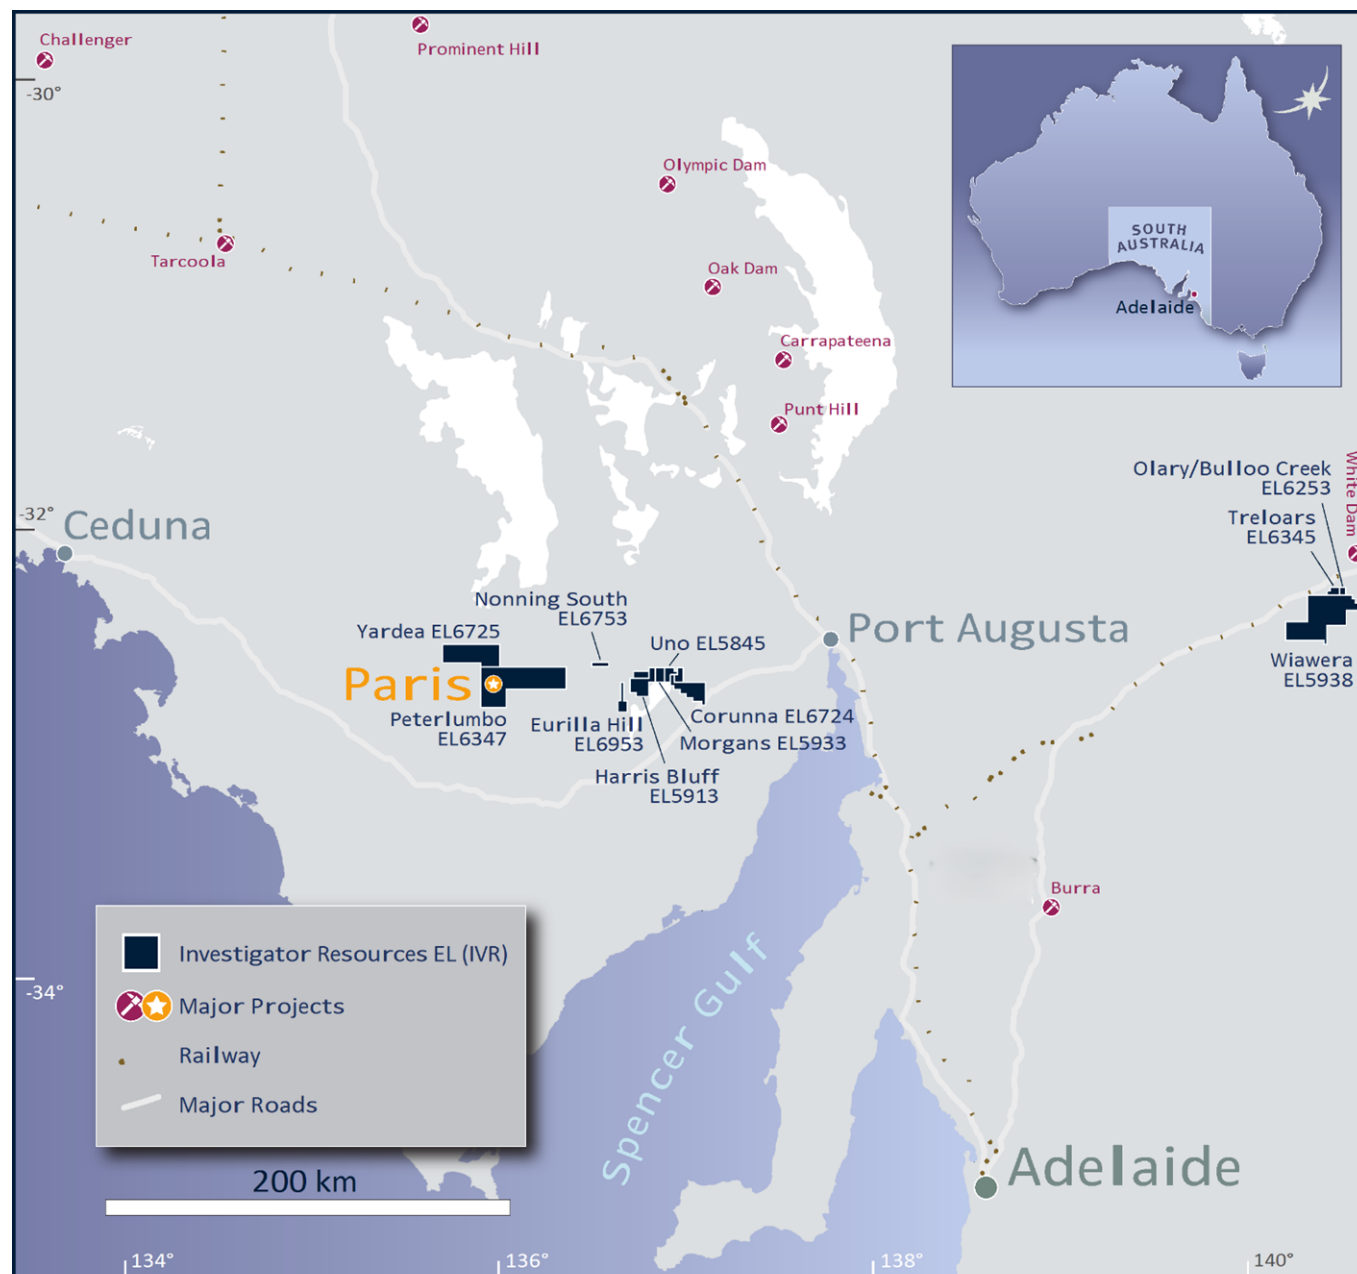 Challenger
Prominent Hill
-30°
Olympic Dam
SOUTH
AUSTRALIA
Tarcoola
Oak Dam
Adelaide
Carrapateena
Punt Hill
White Dam
Olary/Bulloo Creek
EL6253
-32°
Ceduna
Treloars
EL6345
Nonning South
EL6753
Yardea EL6725
Uno EL5845
Port Augusta
Wiawera
EL5938
Paris
Peterlumbo
EL6347
Eurilla Hill
EL6953
Corunna EL6724
Morgans EL5933
Harris Bluff
EL5913
Burra
Investigator Resources EL (IVR)
-34°
Major Projects
Railway
Major Roads
Spencer Gulf
Adelaide
200 km
134°
136°
138°
140°